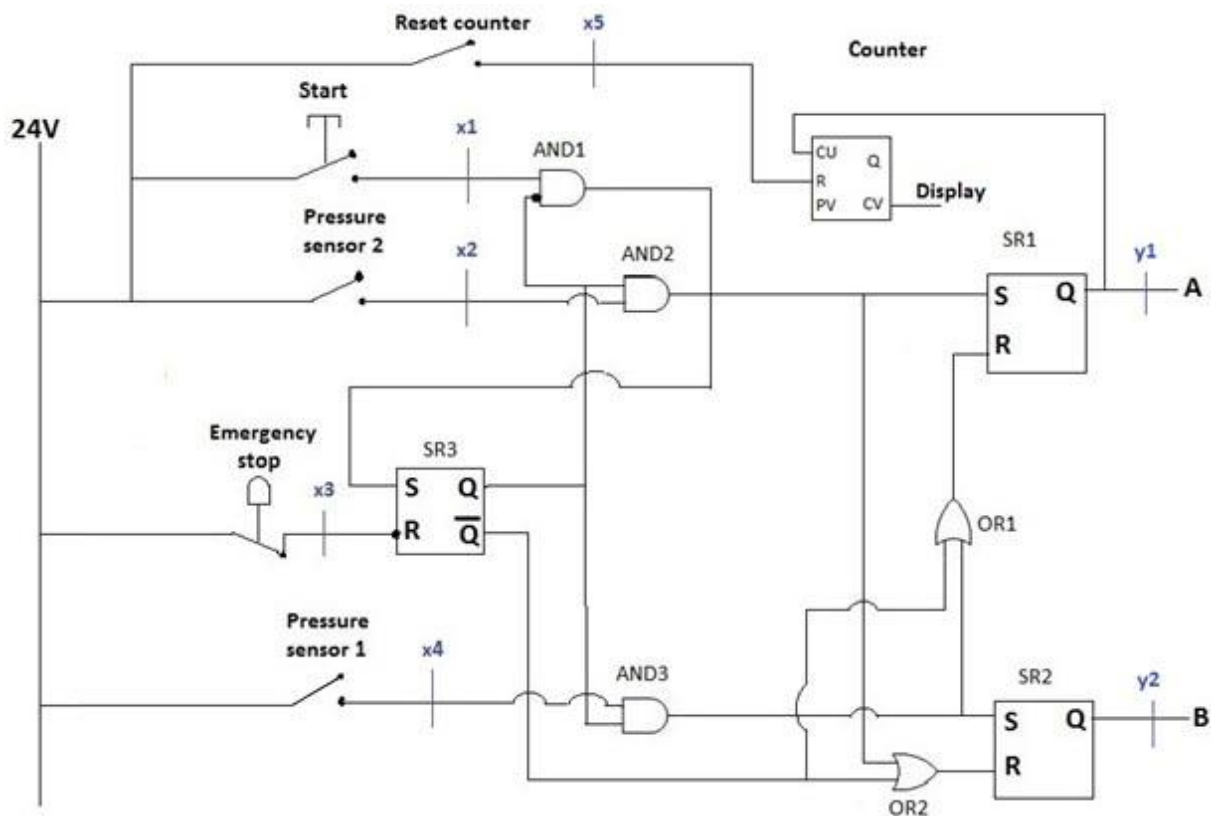 Reset counter
x5
Counter
Start
24V
x1
AND1
CU
Q
R
PV
CV
Display
Pressure
sensor 2
x2
AND2
SR1
y1
S
Q
A
R
Emergency
stop
x3
SR3
S
Q
R
Q
OR1
Pressure
sensor 1
x4
AND3
SR2
y2
S
Q
B
R
OR2